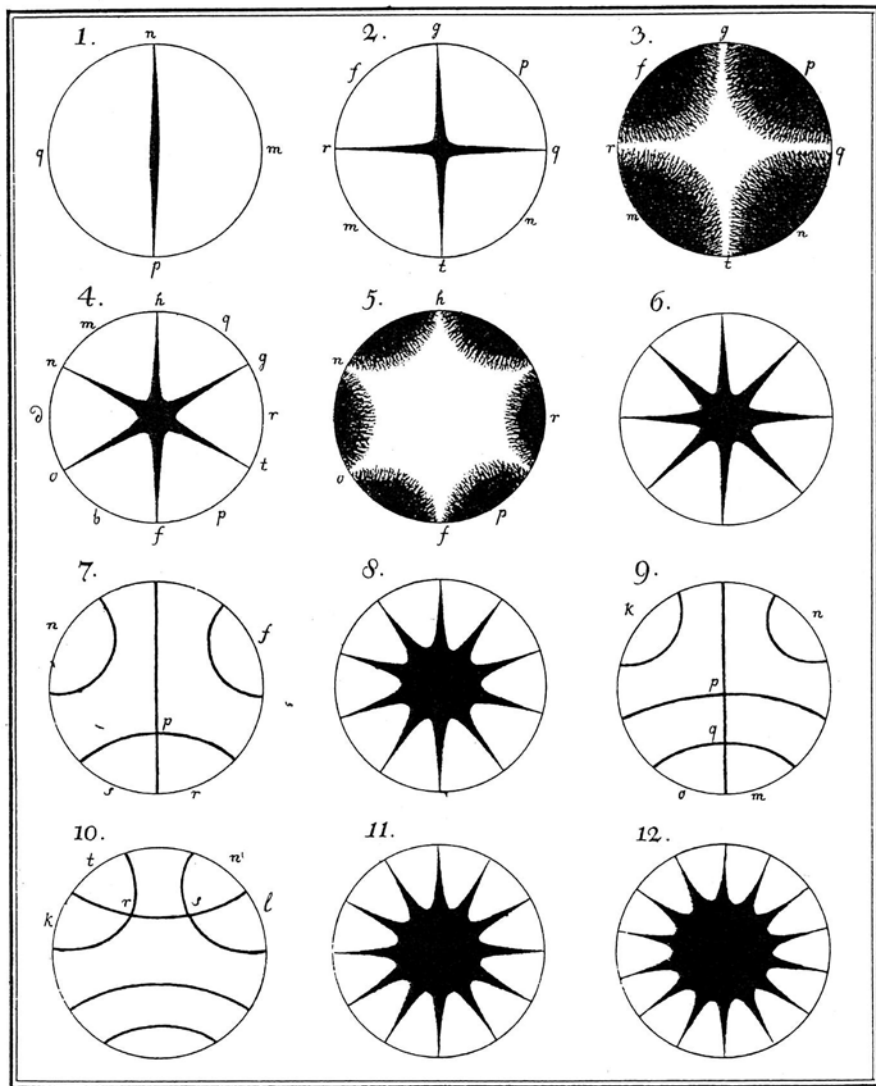 1. n 2. g 3. g
f p f p
q m r q r q
m n m n
p t t
4. h 5. h 6.
m q
n g n
r r
o t o
b p p
f f
7. 8. 9.
n f k n
p p
q
s r o m
10. 11. 12.
t n
r s
k l